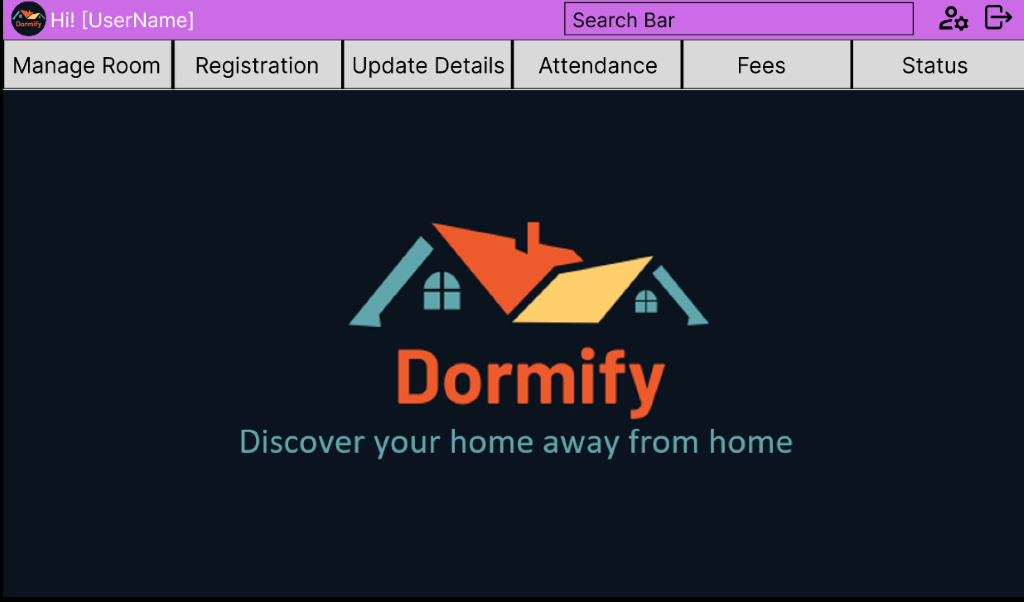 Dormify
Hi! [UserName]
Search Bar
Manage Room
Registration
Update Details
Attendance
Fees
Status
Dormify
Discover your home away from home